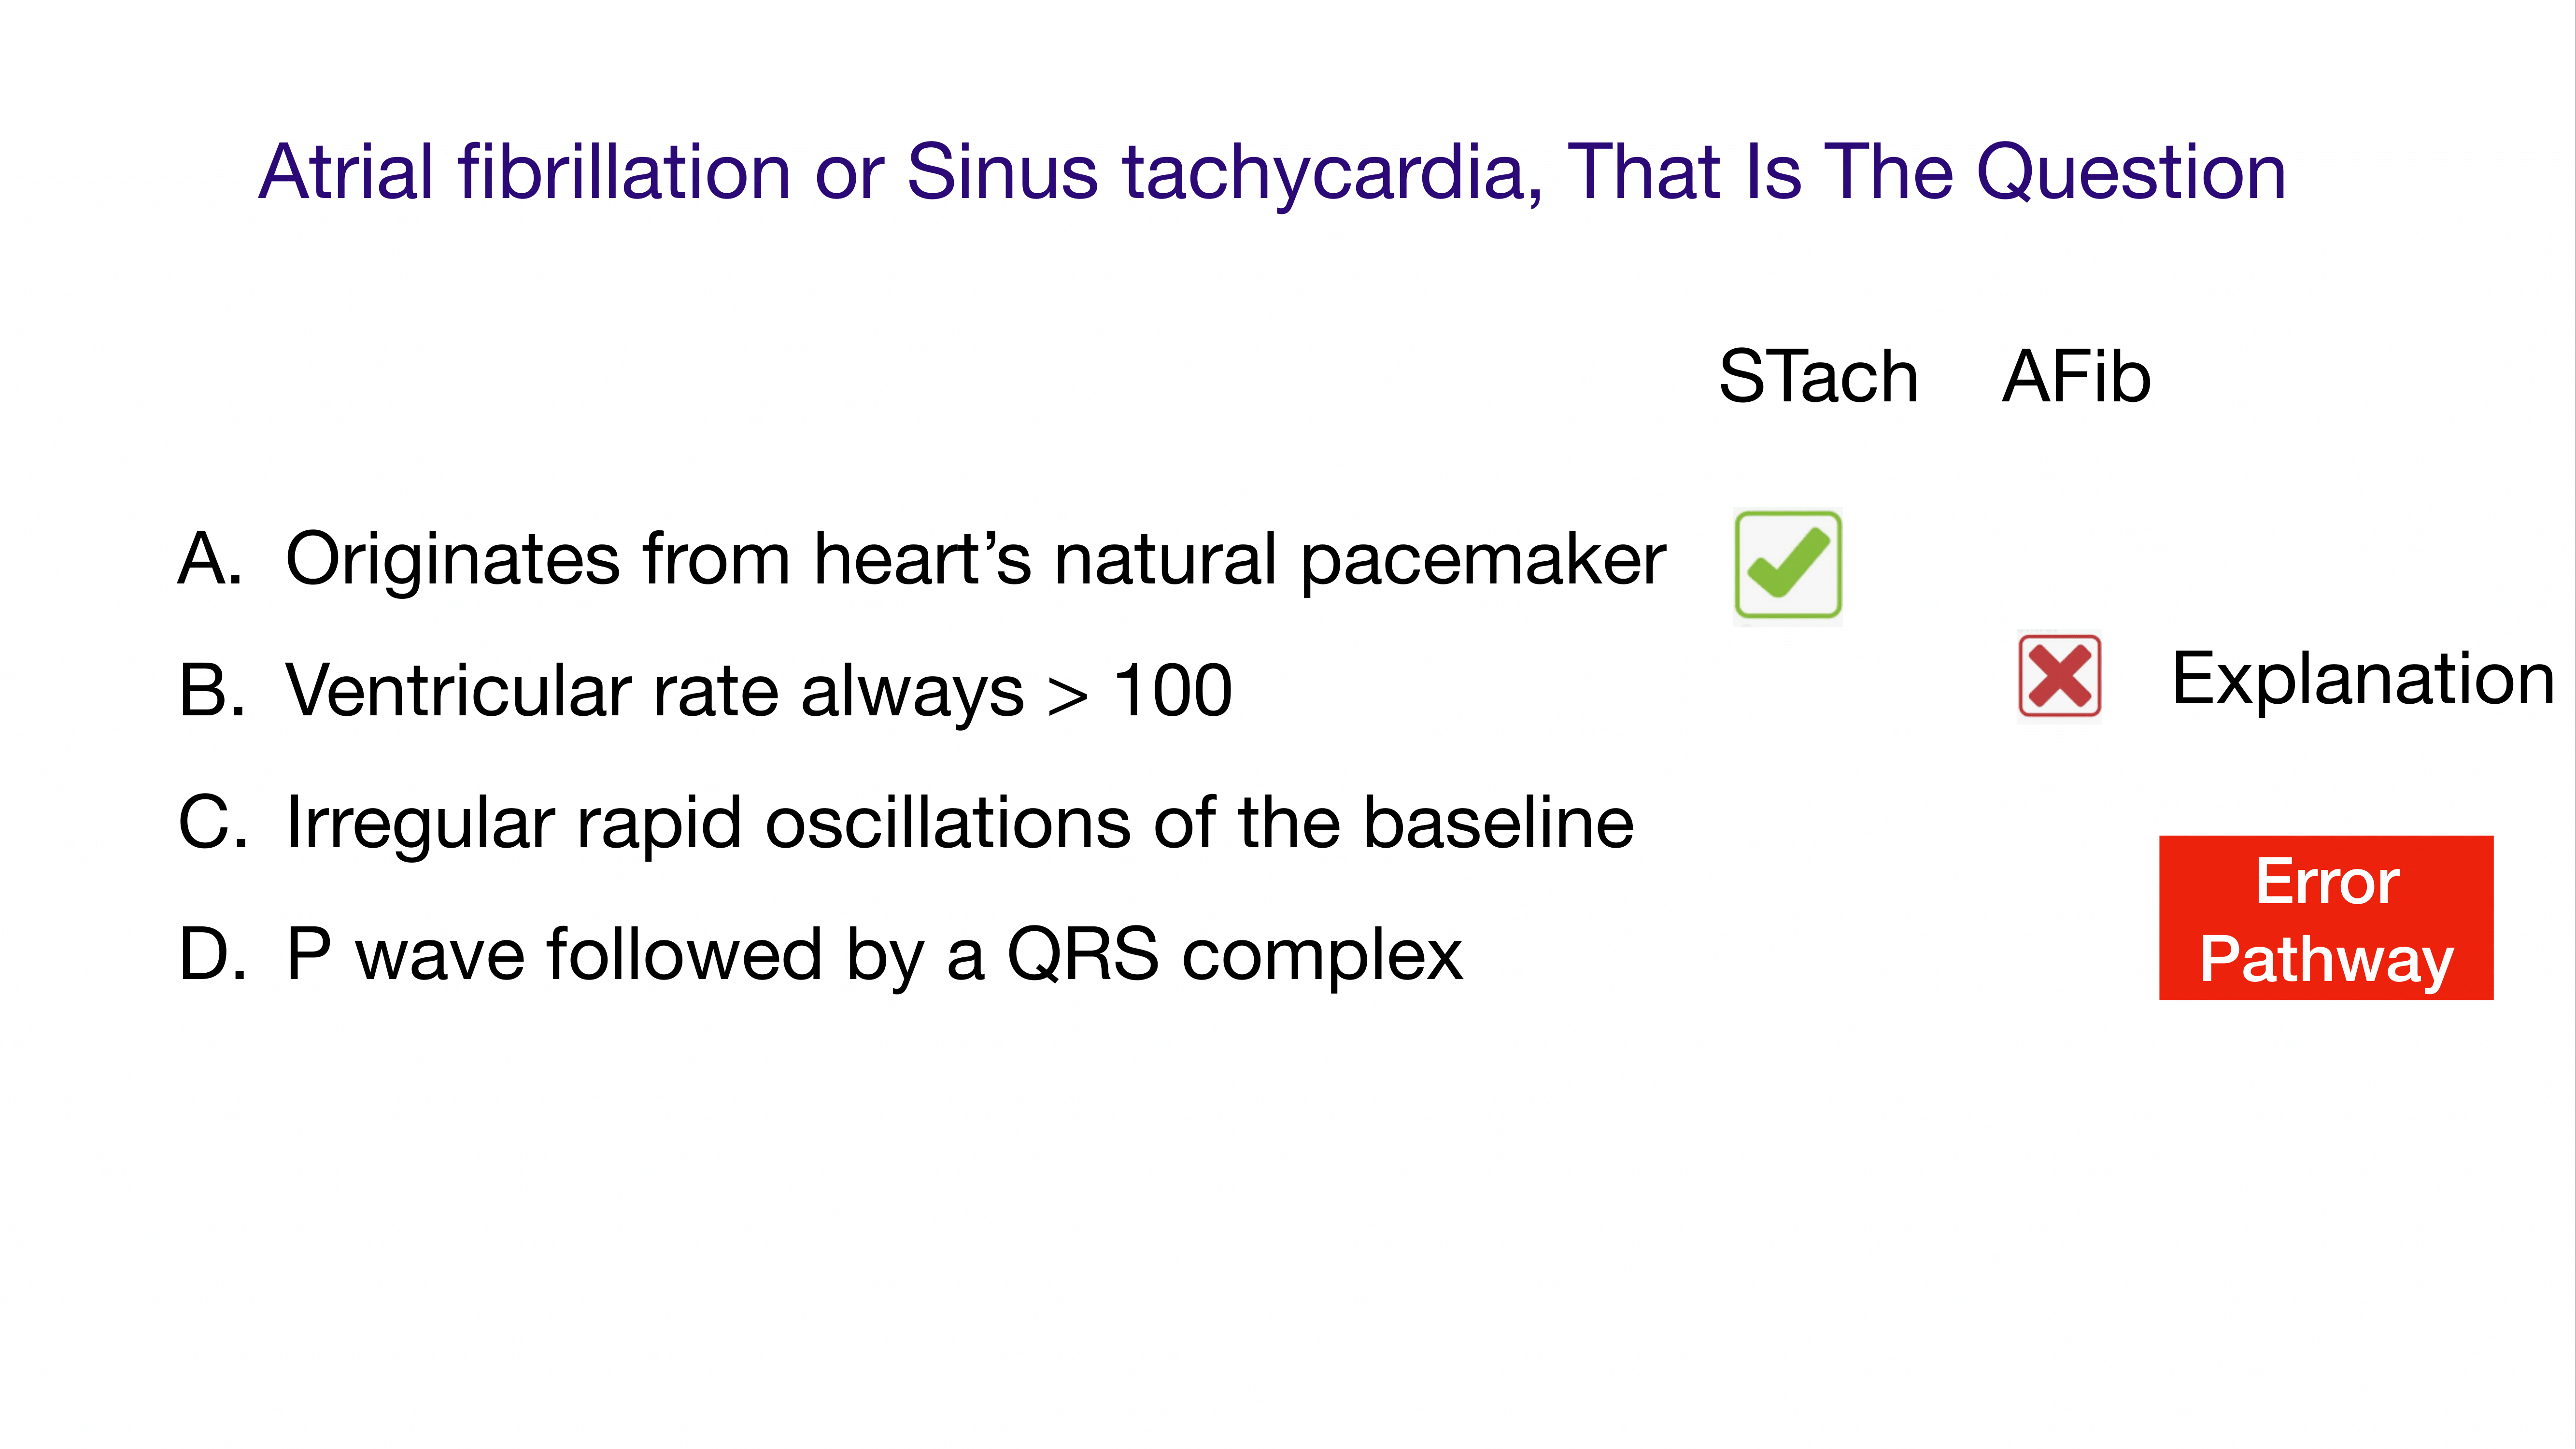 Atrial fibrillation or Sinus tachycardia, That Is The Question
STach AFib
A. Originates from heart’s natural pacemaker
B. Ventricular rate always > 100
Explanation
C. Irregular rapid oscillations of the baseline
D. P wave followed by a QRS complex
Error
Pathway